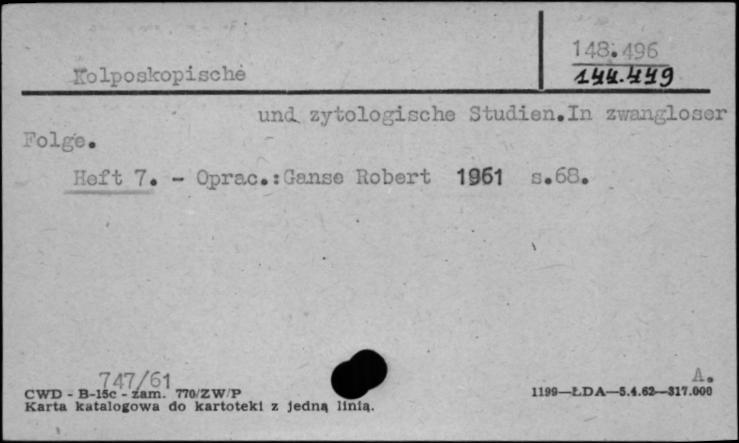 148.496
Kolposkopische
144.449
und zytologische Studien.In zwangloser
Folge.
Heft 7. - Oprac.:Ganse Robert 1961 s.68.
747/61
A.
CWD - B-15c - zam. 770/ZW/P
1199—ŁDA—5.4.62—317.000
Karta katalogowa do kartoteki z jedną linią.